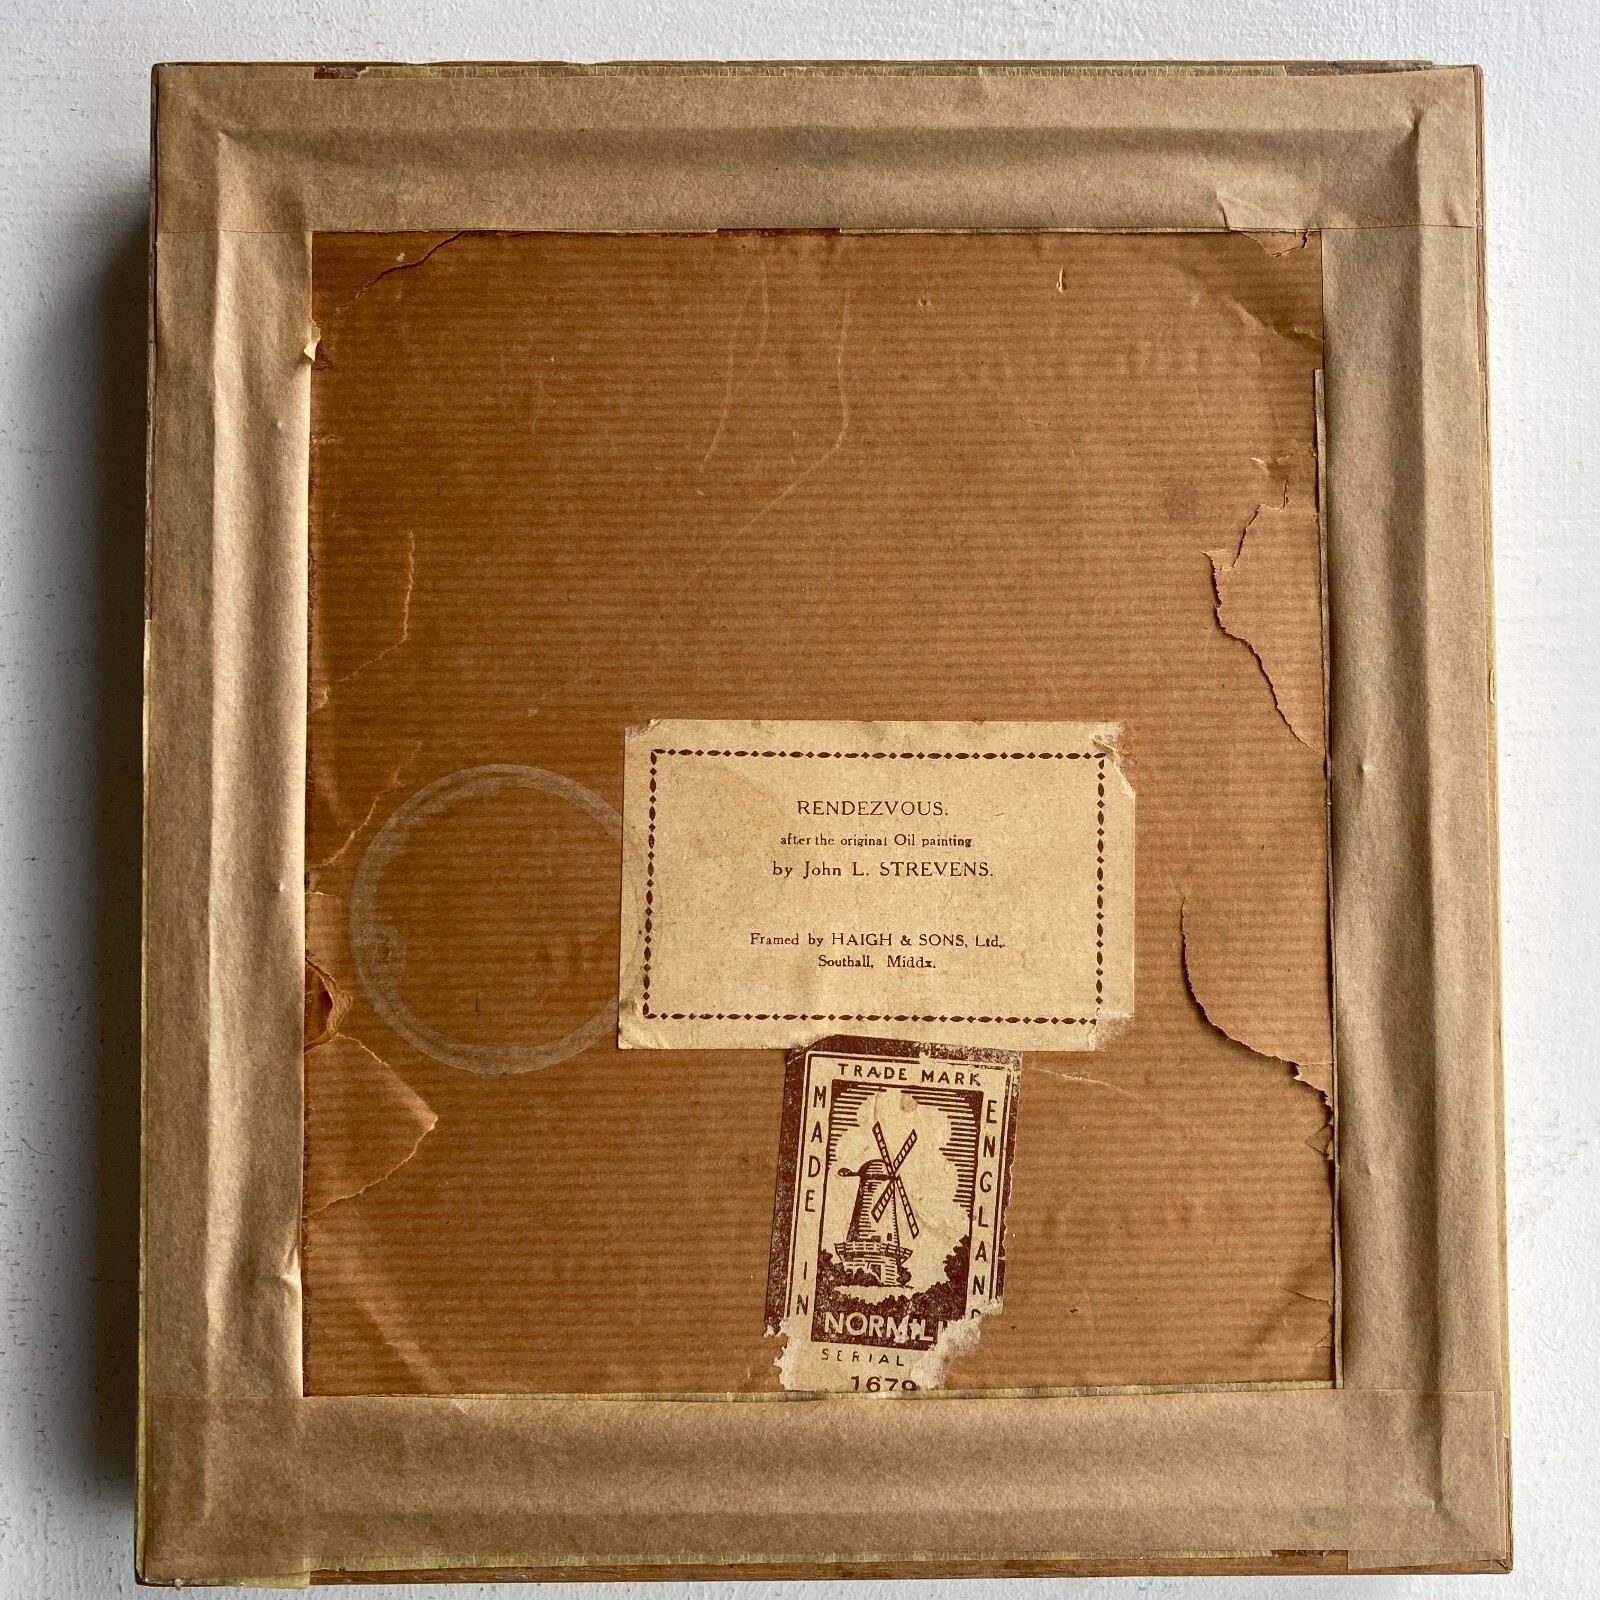 RENDEZVOUS.
after the original Oil painting
by John L. STREVENS.
Framed by HAIGH & SONS, Ltd.,
Southall, Middx.
TRADE MARK
MADE IN
ENGLAND
SERIAL
1679